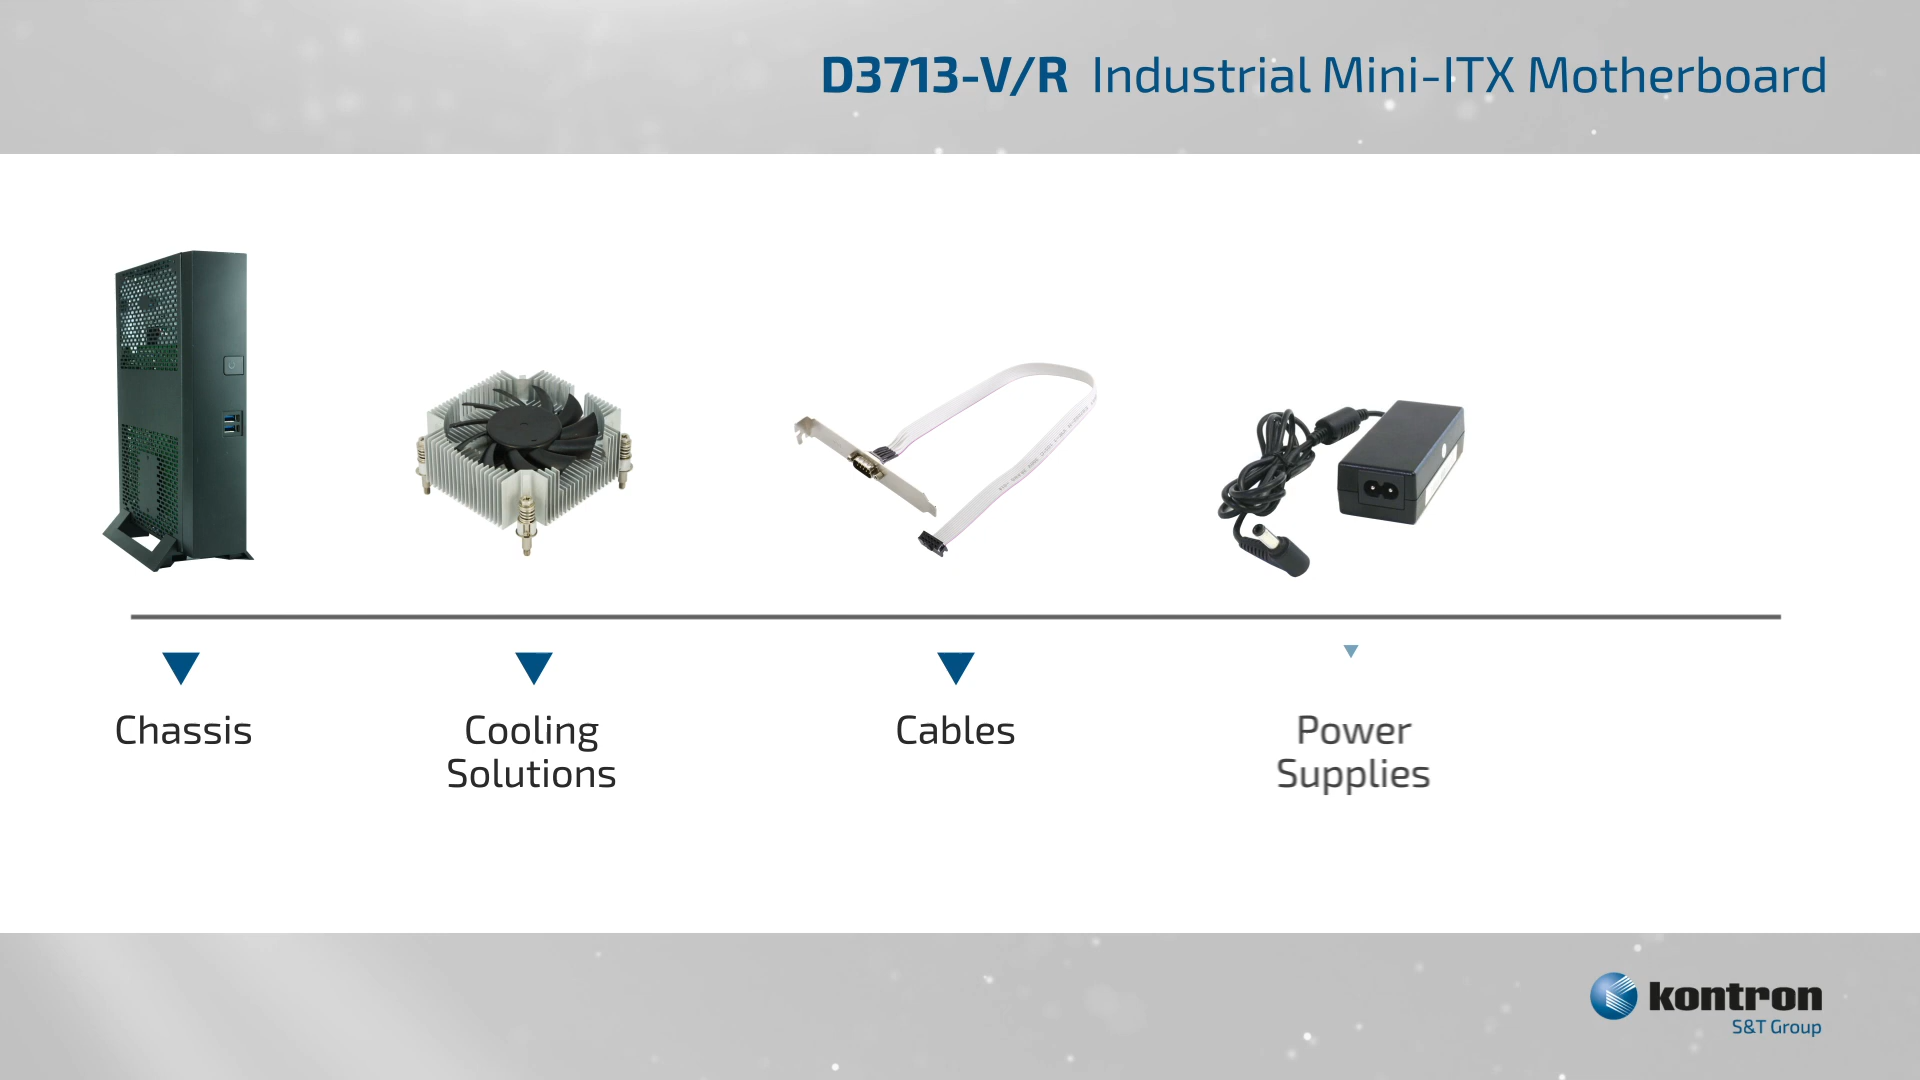 D3713-V/R Industrial Mini-ITX Motherboard
Chassis
Cooling
Solutions
Cables
Power
Supplies
kontron
S&T Group